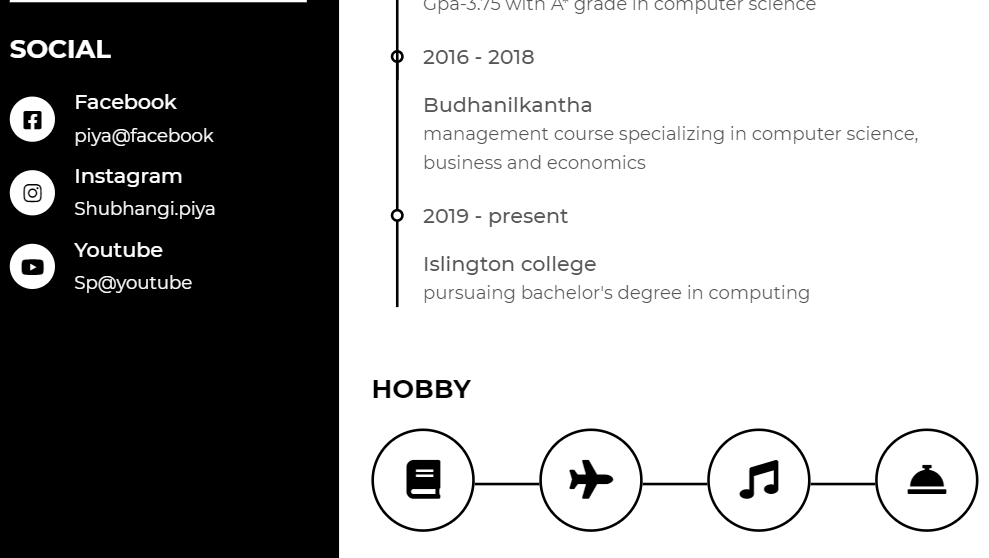 SOCIAL
Facebook
piya@facebook
Instagram
Shubhangi.piya
Youtube
Sp@youtube
Gpa-3.75 with A* grade in computer science
2016 - 2018
Budhanilkantha
management course specializing in computer science,
business and economics
2019 - present
Islington college
pursuaing bachelor's degree in computing
HOBBY